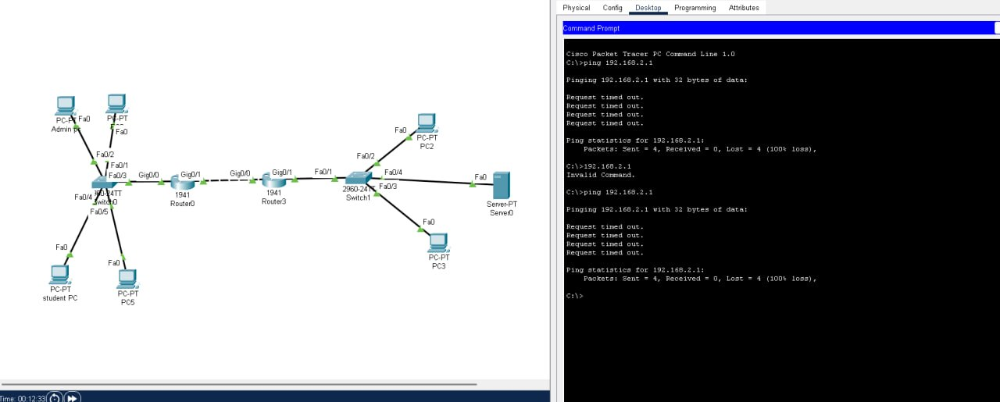 Physical Config Desktop Programming Attributes
Command Prompt
Cisco Packet Tracer PC Command Line 1.0
C:\>ping 192.168.2.1
Pinging 192.168.2.1 with 32 bytes of data:
Request timed out.
Request timed out.
Request timed out.
Request timed out.
Ping statistics for 192.168.2.1:
Packets: Sent = 4, Received = 0, Lost = 4 (100% loss),
C:\>192.168.2.1
Invalid Command.
C:\>ping 192.168.2.1
Pinging 192.168.2.1 with 32 bytes of data:
Request timed out.
Request timed out.
Request timed out.
Request timed out.
Ping statistics for 192.168.2.1:
Packets: Sent = 4, Received = 0, Lost = 4 (100% loss),
C:\>
PC-PT
Admin
Fa0
PC-PT
Fa0
Fa0/2
Fa0/1
Fa0/3
Switch0
Fa0/4
Fa0/5
Fa0
PC-PT
student PC
Fa0
PC-PT
PC5
Gig0/0
Gig0/1
1941
Router0
Gig0/0
Gig0/1
1941
Router3
Fa0/1
Fa0/2
Fa0/4
Fa0/3
Switch1
Fa0
PC-PT
PC2
Fa0
Server-PT
Server0
Fa0
PC-PT
PC3
Time: 00:12:33